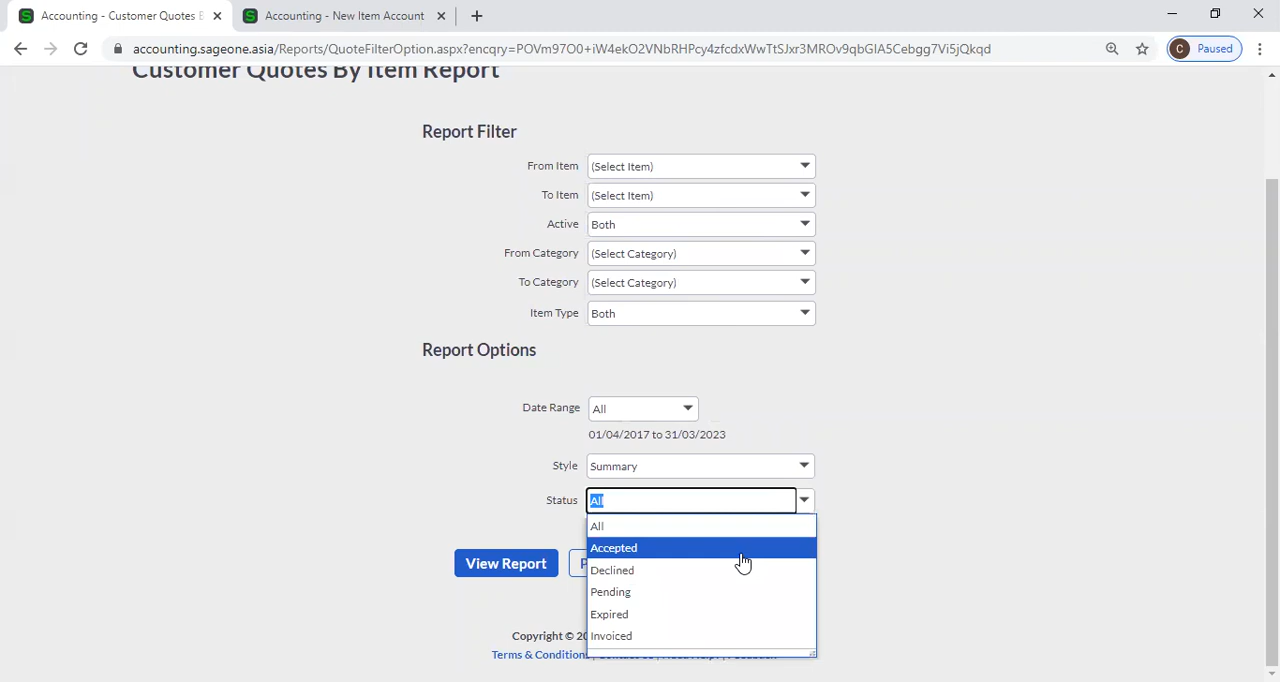 Accounting - Customer Quotes B
Accounting - New Item Account
accounting.sageone.asia/Reports/QuoteFilterOption.aspx?encqry=POVm97O0+iW4ekO2VNbRHPCy4zfcdxWwTtSJxr3MROv9qbGIA5Cebgg7Vi5jQkqd
C Paused
Customer Quotes By Item Report
Report Filter
From Item (Select Item)
To Item (Select Item)
Active Both
From Category (Select Category)
To Category (Select Category)
Item Type Both
Report Options
Date Range All
01/04/2017 to 31/03/2023
Style Summary
Status All
All
Accepted
Declined
Pending
Expired
Invoiced
View Report
Copyright © 20
Terms & Condition